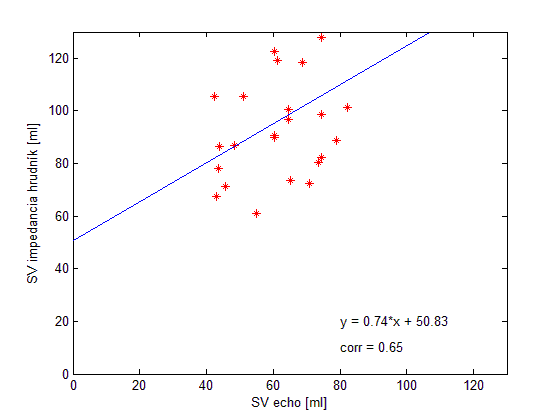 120
100
80
60
40
20
0
SV impedancia hrudník [ml]
y = 0.74*x + 50.83
corr = 0.65
0 20 40 60 80 100 120
SV echo [ml]